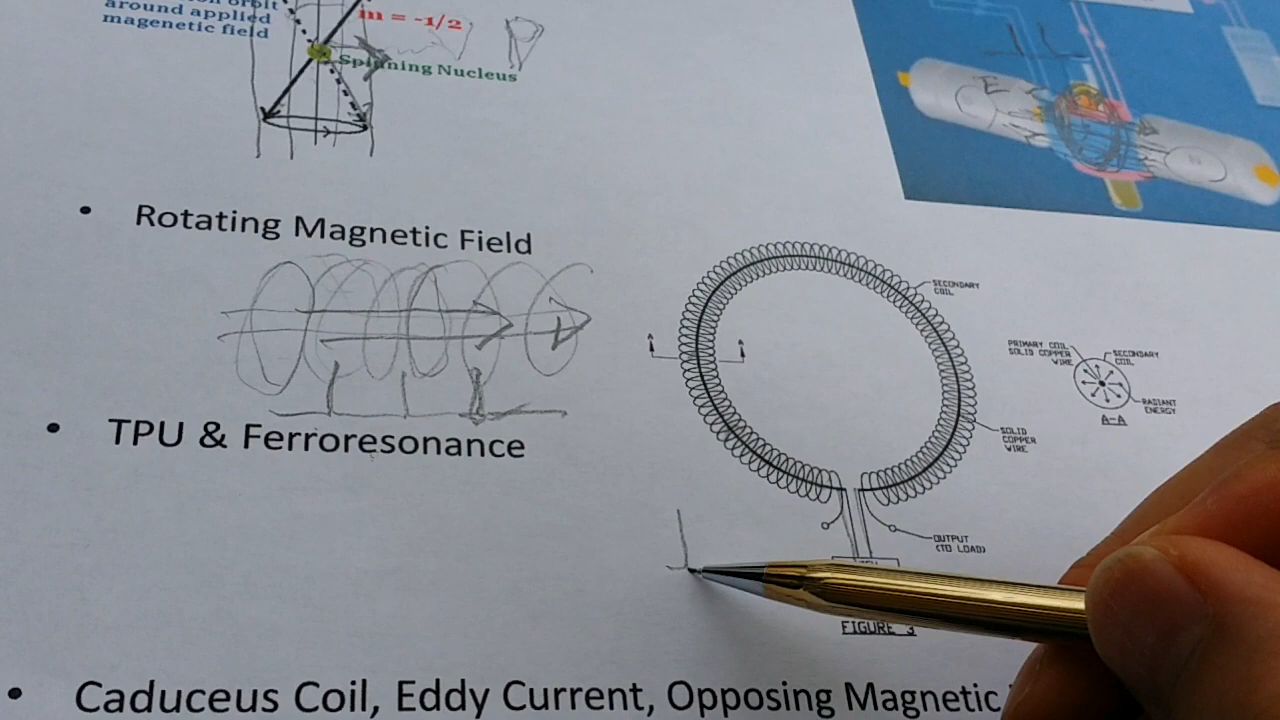 around applied
magenetic field
m = -1/2
P
Spinning Nucleus
E
• Rotating Magnetic Field
SECONDARY
COIL
A
A
PRIMARY COIL
SOLID COPPER
WIRE
SECONDARY
COIL
RADIANT
ENERGY
A-A
SOLID
COPPER
WIRE
• TPU & Ferroresonance
OUTPUT
(TO LOAD)
FIGURE 3
• Caduceus Coil, Eddy Current, Opposing Magnetic